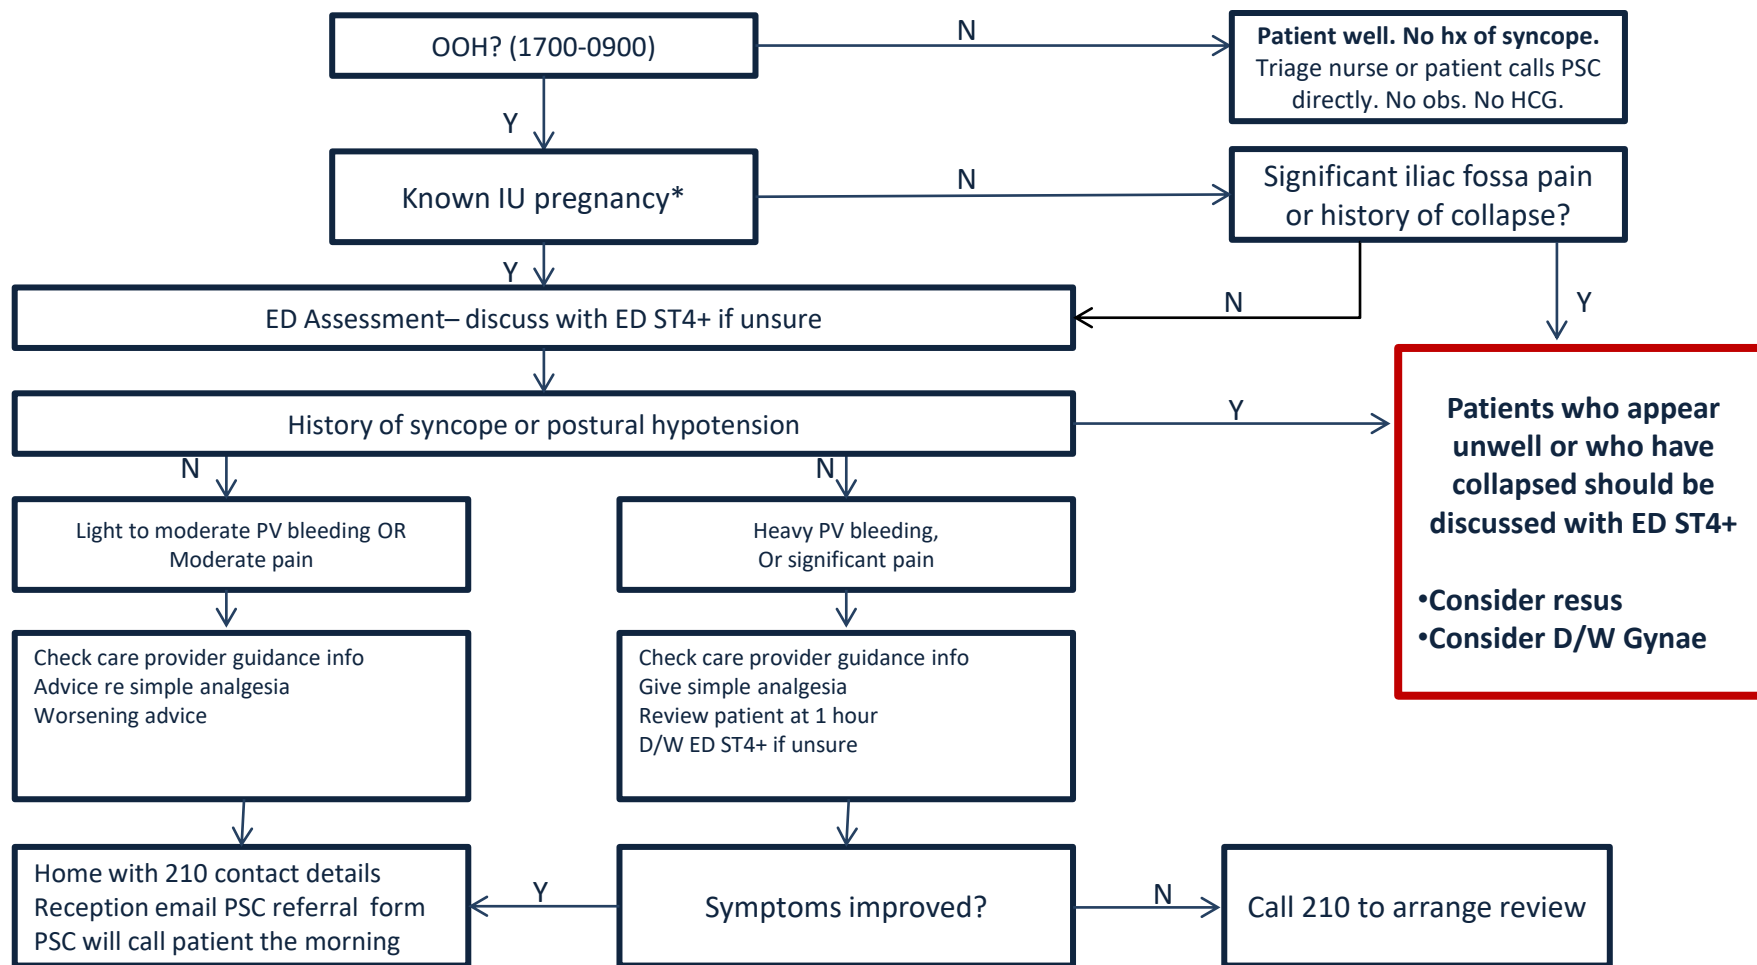 OOH? (1700-0900)
N
Patient well. No hx of syncope.
Triage nurse or patient calls PSC
directly. No obs. No HCG.
Y
Known IU pregnancy*
N
Significant iliac fossa pain
or history of collapse?
Y
N
Y
ED Assessment– discuss with ED ST4+ if unsure
History of syncope or postural hypotension
Y
Patients who appear
unwell or who have
collapsed should be
discussed with ED ST4+
•Consider resus
•Consider D/W Gynae
N
N
Light to moderate PV bleeding OR
Moderate pain
Heavy PV bleeding,
Or significant pain
Check care provider guidance info
Advice re simple analgesia
Worsening advice
Check care provider guidance info
Give simple analgesia
Review patient at 1 hour
D/W ED ST4+ if unsure
Home with 210 contact details
Reception email PSC referral  form
PSC will call patient the morning
Y
Symptoms improved?
N
Call 210 to arrange review